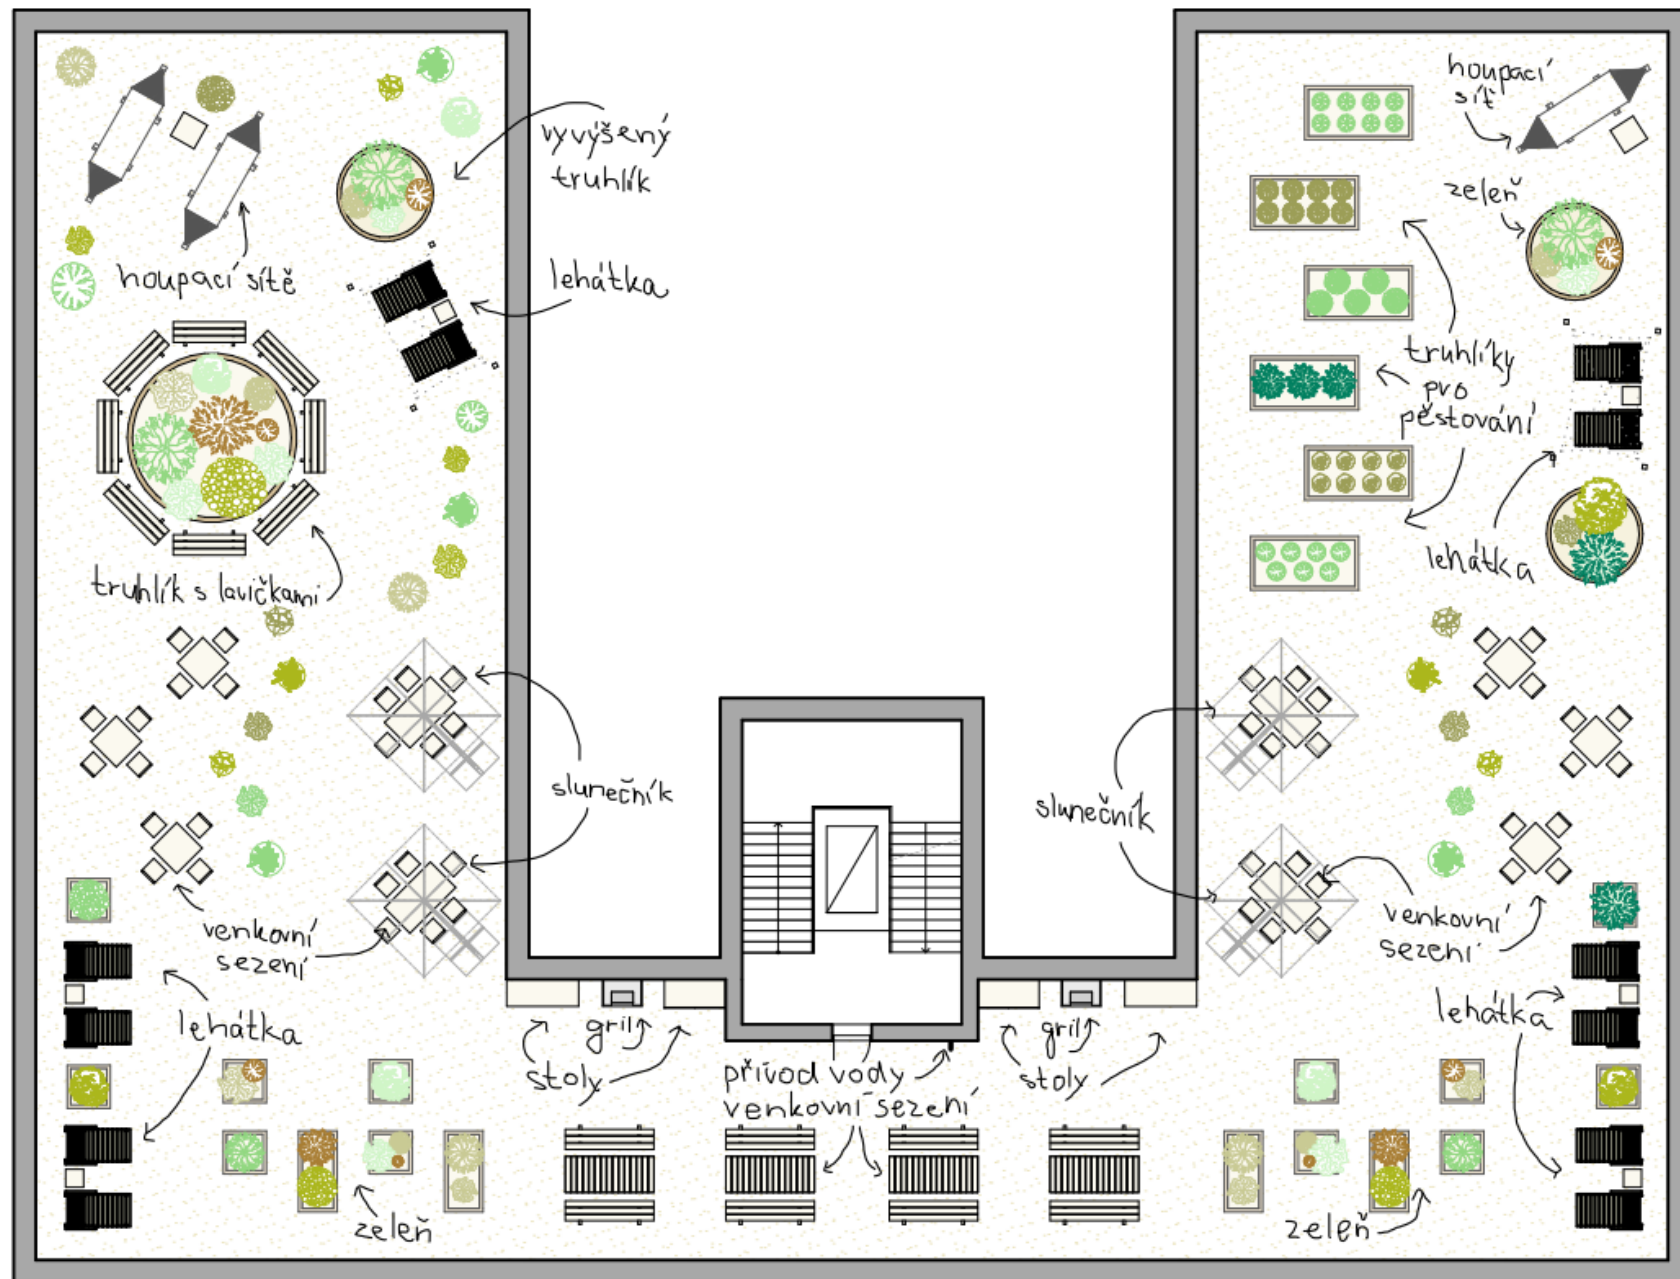 vyvýšený
truhlík
houpací sítě
lehátka
truhlík s lavičkami
slunečník
venkovní
sezení
lehátka
zeleň
stoly
gril
přívod vody
venkovní sezení
gril
stoly
houpací
síť
zeleň
truhlíky
pro
pěstování
lehátka
slunečník
venkovní
sezení
lehátka
zeleň